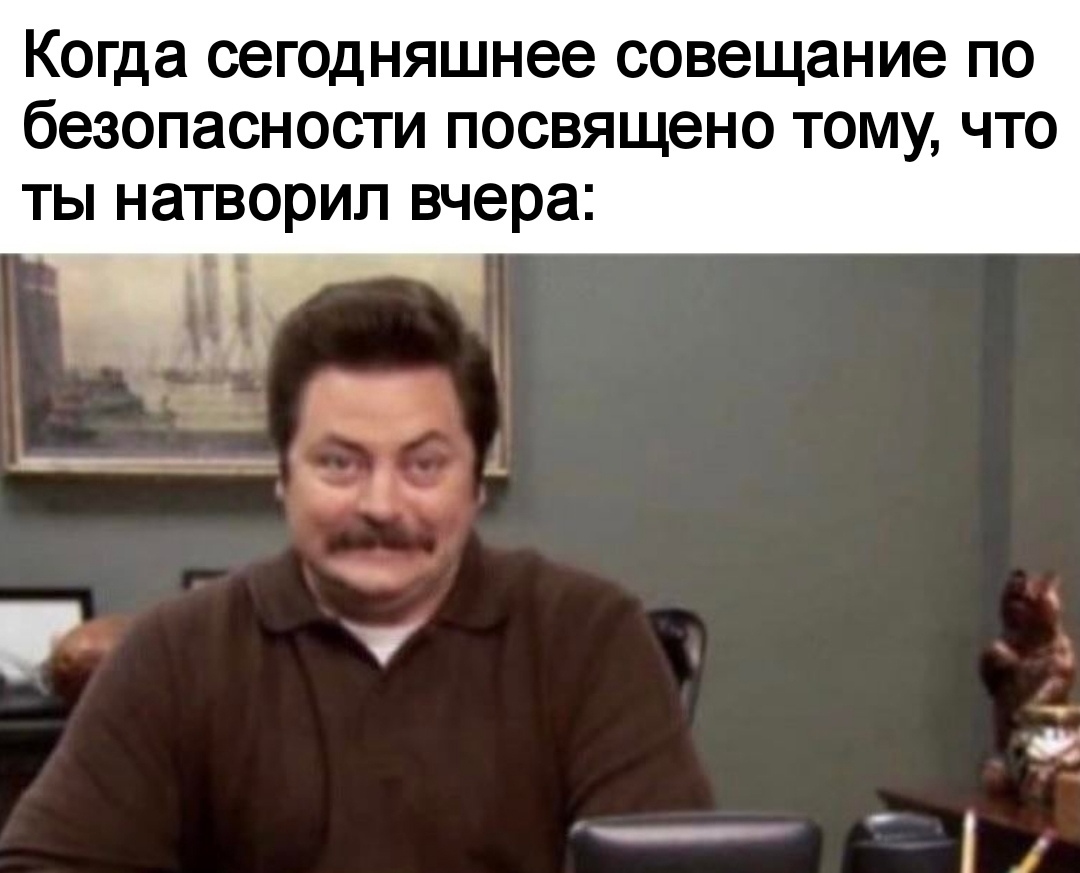 Когда сегодняшнее совещание по
безопасности посвящено тому, что
ты натворил вчера: